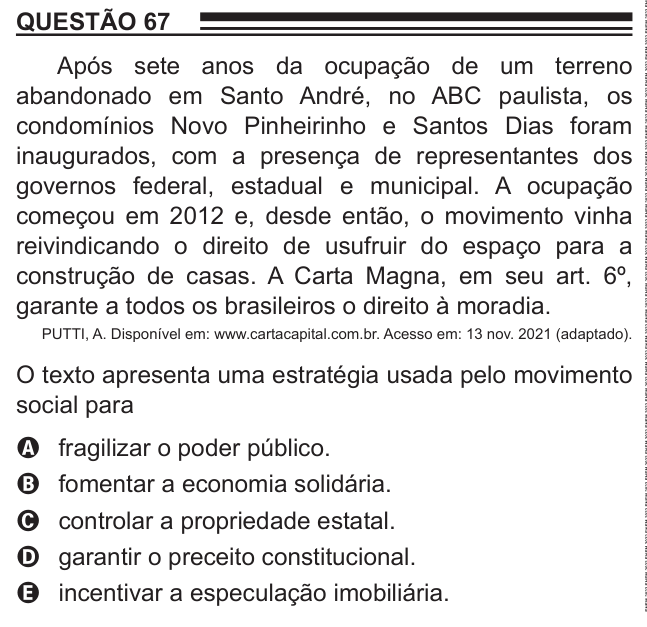 QUESTÃO 67
Após sete anos da ocupação de um terreno
abandonado em Santo André, no ABC paulista, os
condomínios Novo Pinheirinho e Santos Dias foram
inaugurados, com a presença de representantes dos
governos federal, estadual e municipal. A ocupação
começou em 2012 e, desde então, o movimento vinha
reivindicando o direito de usufruir do espaço para a
construção de casas. A Carta Magna, em seu art. 6º,
garante a todos os brasileiros o direito à moradia.
PUTTI, A. Disponível em: www.cartacapital.com.br. Acesso em: 13 nov. 2021 (adaptado).
O texto apresenta uma estratégia usada pelo movimento
social para
A fragilizar o poder público.
B fomentar a economia solidária.
C controlar a propriedade estatal.
D garantir o preceito constitucional.
E incentivar a especulação imobiliária.